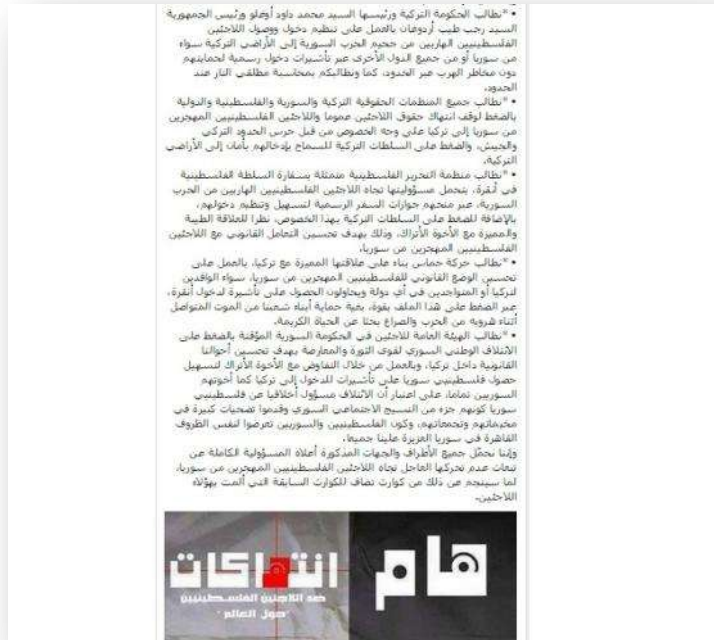 • *نطالب الحكومة التركية ورئيسها السيد محمد داود أوغلو ورئيس الجمهورية
السيد رجب طيب أردوغان بالعمل على تنظيم دخول ووصول اللاجئين
الفلسطينيين الهاربين من جحيم الحرب السورية إلى الأراضي التركية سواء
من سوريا أو من جميع الدول الأخرى عبر تأشيرات دخول رسمية لحمايتهم
دون مخاطر الهرب عبر الحدود، كما ونطالبكم بمحاسبة مطلقي النار عند
الحدود.
• *نطالب جميع المنظمات الحقوقية التركية والسورية والفلسطينية والدولية
بالضغط لوقف انتهاك حقوق اللاجئين عموما واللاجئين الفلسطينيين المهجرين
من سوريا إلى تركيا على وجه الخصوص من قبل حرس الحدود التركي
والجيش، والضغط على السلطات التركية للسماح بإدخالهم بأمان إلى الأراضي
التركية.
• *نطالب منظمة التحرير الفلسطينية متمثلة بسفارة السلطة الفلسطينية
في أنقرة، بتحمل مسؤوليتها تجاه اللاجئين الفلسطينيين الهاربين من الحرب
السورية، عبر منحهم جوازات السفر الرسمية لتسهيل وتنظيم دخولهم،
بالإضافة للضغط على السلطات التركية بهذا الخصوص، نظرا للعلاقة الطيبة
والمميزة مع الأخوة الأتراك، وذلك بهدف تحسين التعامل القانوني مع اللاجئين
الفلسطينيين المهجرين من سوريا.
• *نطالب حركة حماس بناء على علاقتها المميزة مع تركيا، بالعمل على
تحسين الوضع القانوني للفلسطينيين المهجرين من سوريا، سواء الوافدين
لتركيا أو المتواجدين في أي دولة ويحاولون الحصول على تأشيرة لدخول أنقرة،
عبر الضغط على هذا الملف بقوة، بغية حماية أبناء شعبنا من الموت المتواصل
أثناء هروبه من الحرب والصراع بحثا عن الحياة الكريمة.
• *نطالب الهيئة العامة للاجئين في الحكومة السورية المؤقتة بالضغط على
الائتلاف الوطني السوري لقوى الثورة والمعارضة بهدف تحسين أحوالنا
القانونية داخل تركيا، وبالعمل من خلال التفاوض مع الأخوة الأتراك لتسهيل
حصول فلسطينيي سوريا على تأشيرات للدخول إلى تركيا كما أخوتهم
السوريين تماما، على اعتبار أن الائتلاف مسؤول أخلاقيا عن فلسطينيي
سوريا كونهم جزء من النسيج الاجتماعي السوري وقدموا تضحيات كبيرة في
مخيماتهم وتجمعاتهم، وكون الفلسطينيين والسوريين تعرضوا لنفس الظروف
القاهرة في سوريا العزيزة علينا جميعا.
وإننا نحمّل جميع الأطراف والجهات المذكورة أعلاه المسؤولية الكاملة عن
تبعات عدم تحركها العاجل تجاه اللاجئين الفلسطينيين المهجرين من سوريا،
لما سينجم عن ذلك من كوارث تضاف للكوارث السابقة التي ألمت بهؤلاء
اللاجئين.
هام
انتهاكات
ضد اللاجئين الفلسطينيين
"حول العالم"